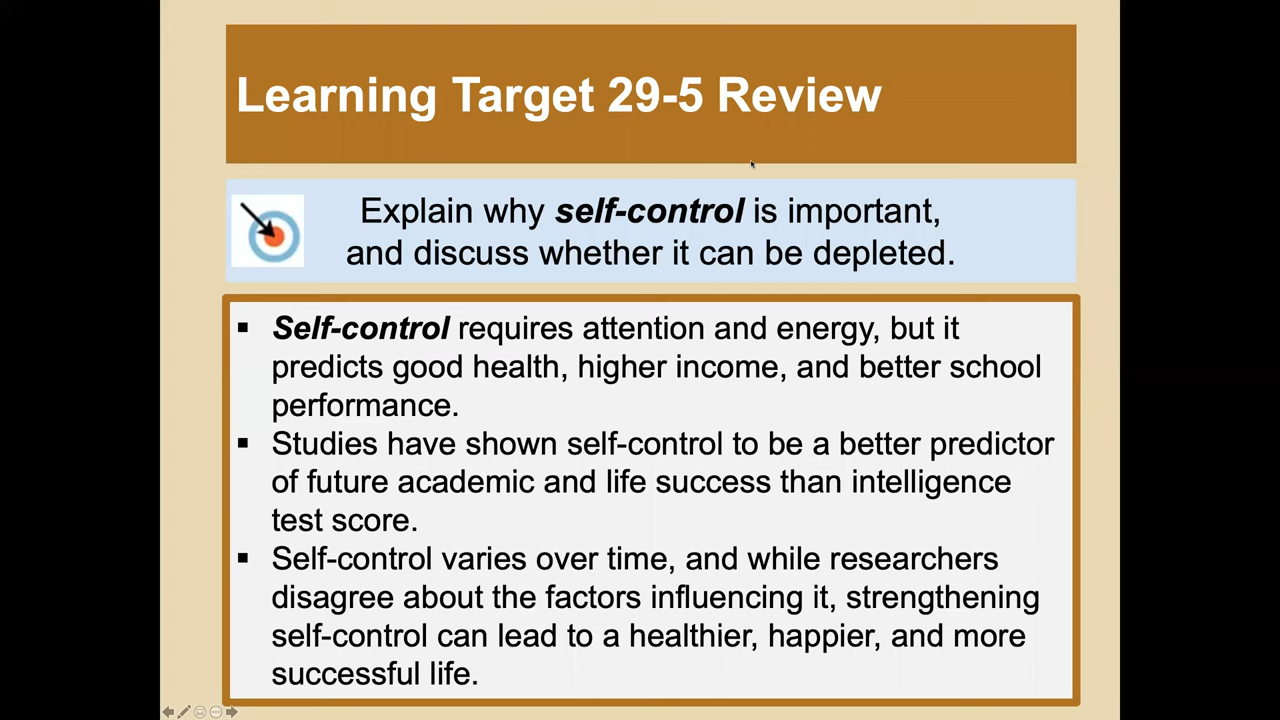 Learning Target 29-5 Review
Explain why self-control is important,
and discuss whether it can be depleted.
▪ Self-control requires attention and energy, but it
predicts good health, higher income, and better school
performance.
▪ Studies have shown self-control to be a better predictor
of future academic and life success than intelligence
test score.
▪ Self-control varies over time, and while researchers
disagree about the factors influencing it, strengthening
self-control can lead to a healthier, happier, and more
successful life.